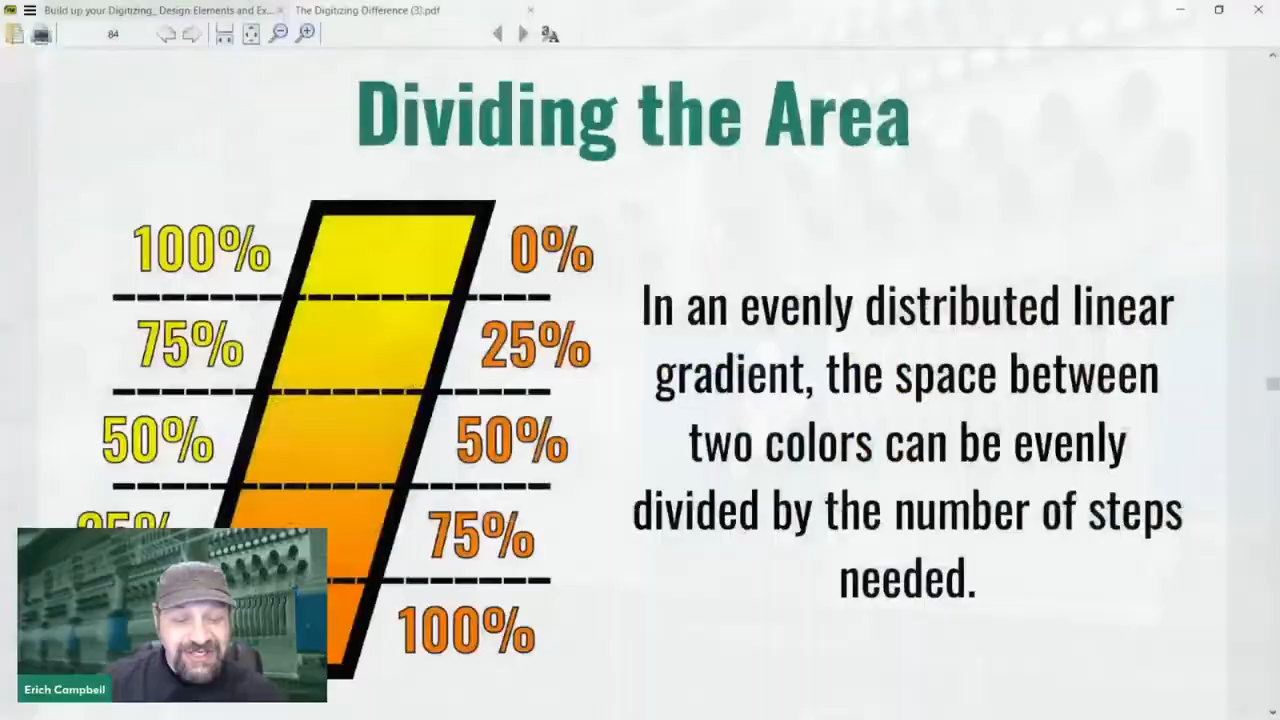 Build up your Digitizing_ Design Elements and Ex...
The Digitizing Difference (3).pdf
84
Dividing the Area
100%
0%
75%
25%
50%
50%
25%
75%
100%
In an evenly distributed linear
gradient, the space between
two colors can be evenly
divided by the number of steps
needed.
Erich Campbell